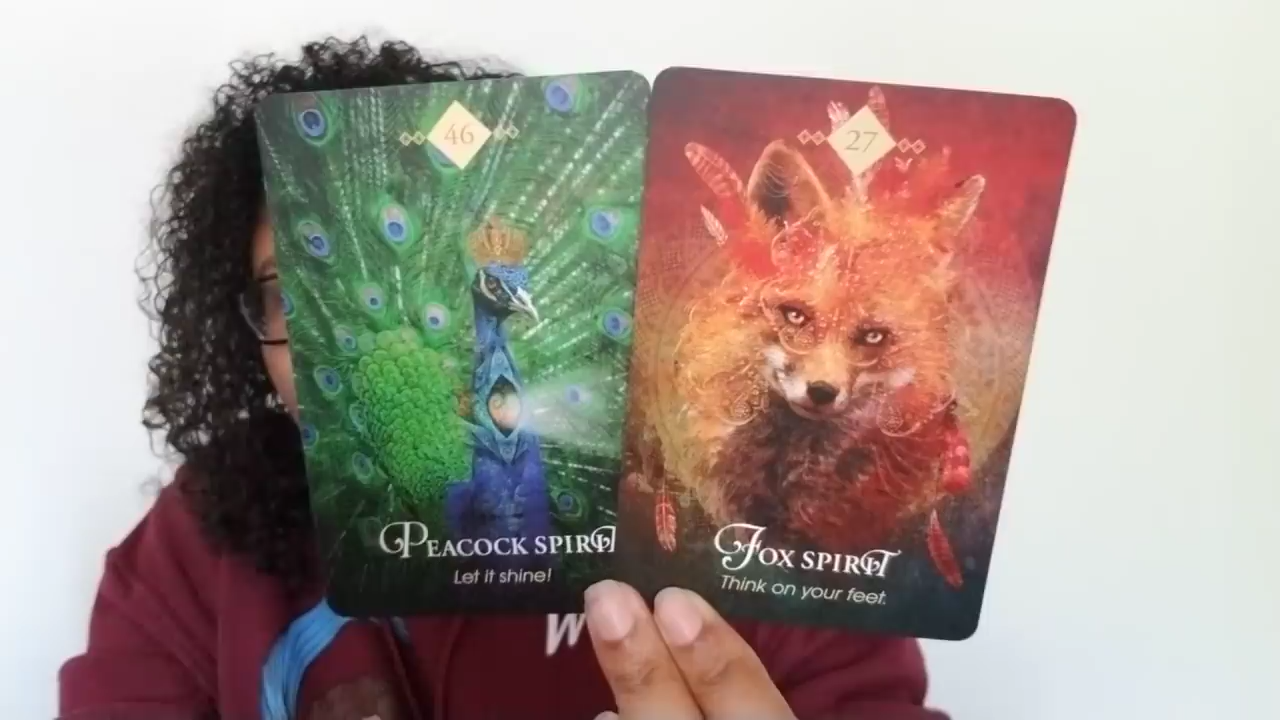 46
PEACOCK SPIRIT
Let it shine!
27
FOX SPIRIT
Think on your feet.
W